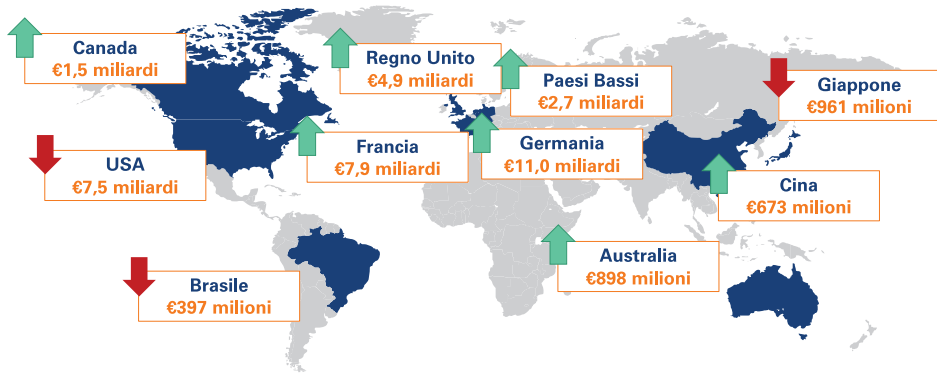 Canada
€1,5 miliardi
Regno Unito
€4,9 miliardi
Paesi Bassi
€2,7 miliardi
Giappone
€961 milioni
USA
€7,5 miliardi
Francia
€7,9 miliardi
Germania
€11,0 miliardi
Cina
€673 milioni
Australia
€898 milioni
Brasile
€397 milioni